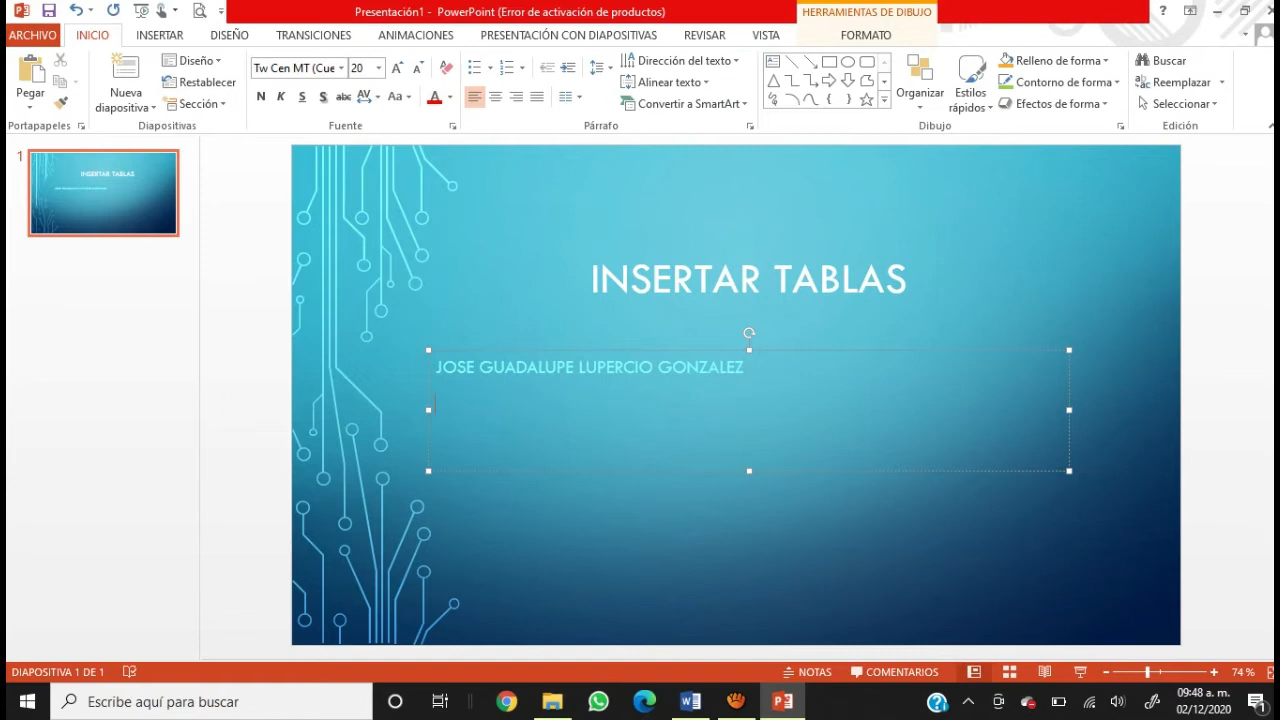 Presentación1 - PowerPoint (Error de activación de productos)
HERRAMIENTAS DE DIBUJO
?
ARCHIVO INICIO INSERTAR DISEÑO TRANSICIONES ANIMACIONES PRESENTACIÓN CON DIAPOSITIVAS REVISAR VISTA FORMATO
Pegar
Nueva diapositiva
Diseño
Restablecer
Sección
Tw Cen MT (Cue 20
N K S S abc AV Aa A
Dirección del texto
Alinear texto
Convertir a SmartArt
Organizar
Estilos rápidos
Relleno de forma
Contorno de forma
Efectos de forma
Buscar
Reemplazar
Seleccionar
Portapapeles Diapositivas Fuente Párrafo Dibujo Edición
1
INSERTAR TABLAS
JOSE GUADALUPE LUPERCIO GONZALEZ
DIAPOSITIVA 1 DE 1 NOTAS COMENTARIOS 74 %
Escribe aquí para buscar
09:48 a. m.
02/12/2020
1